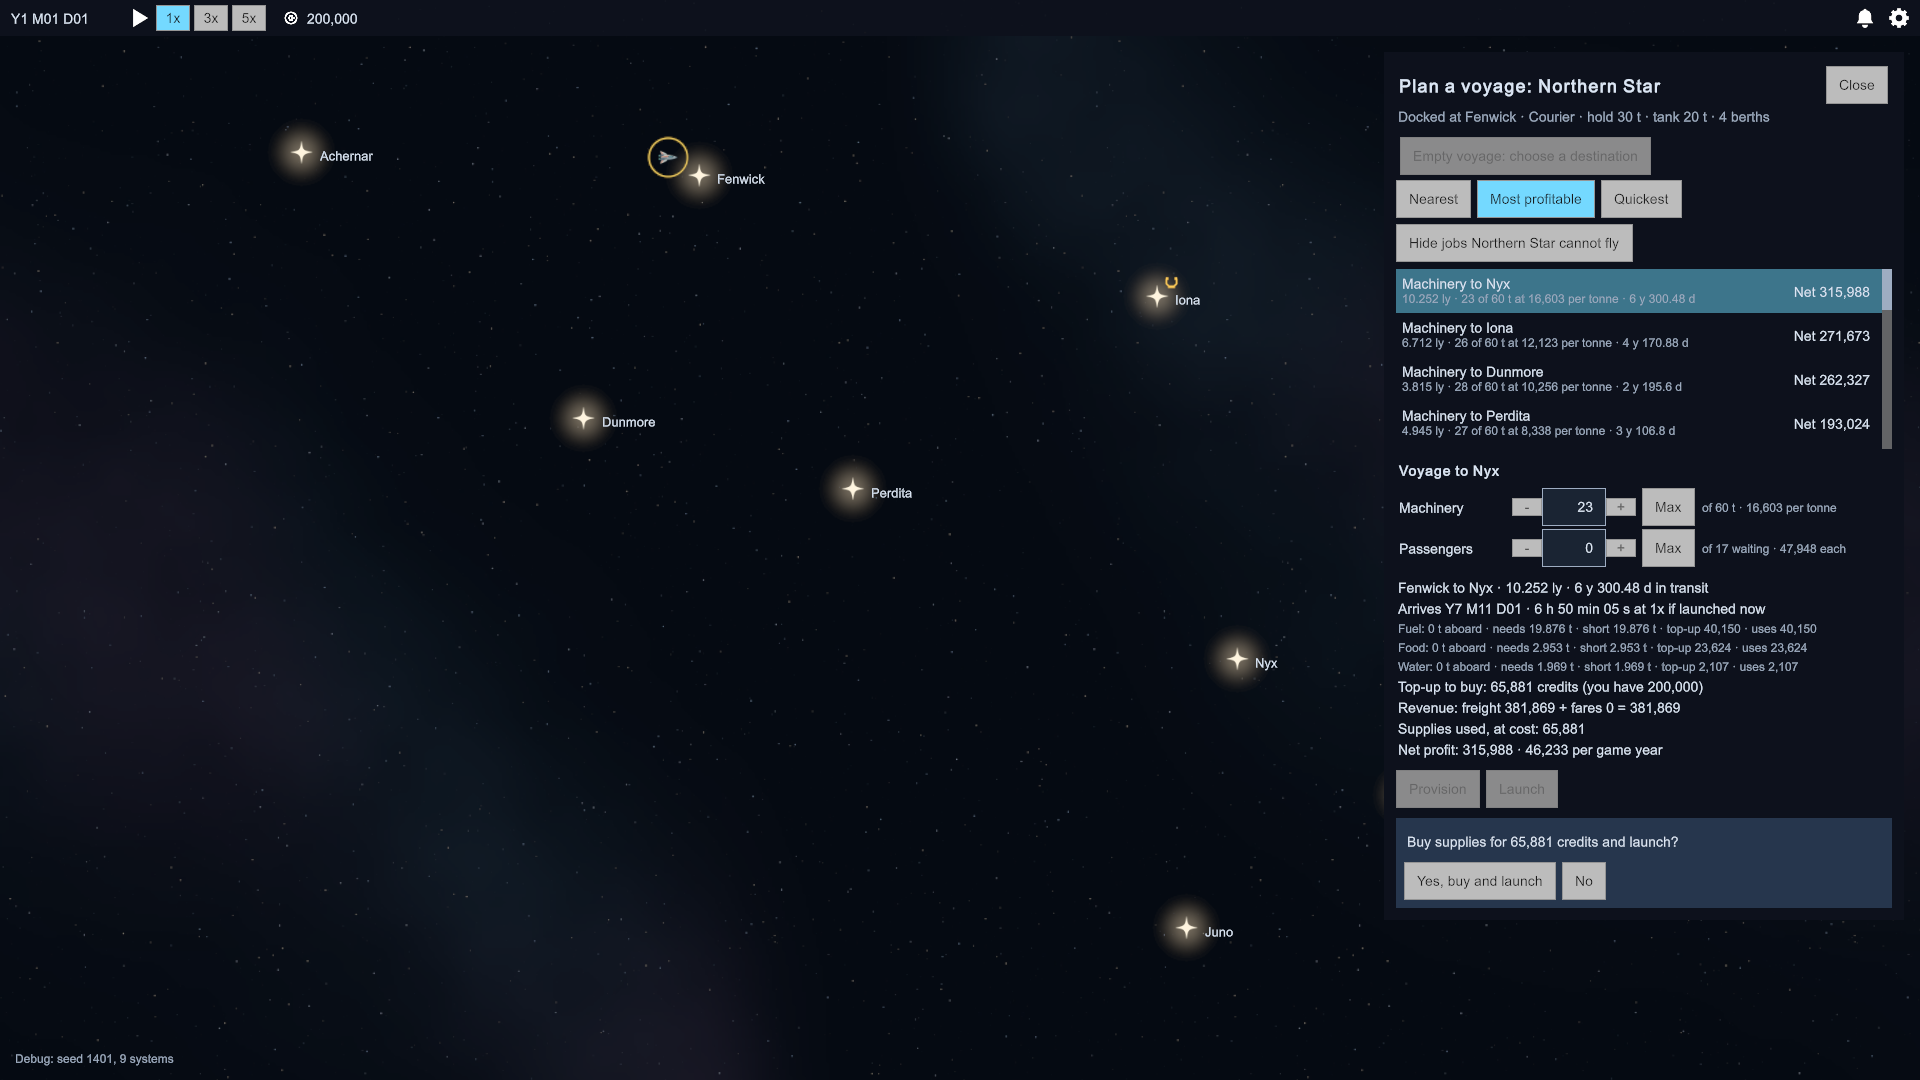 Y1 M01 D01
1x
3x
5x
200,000
Plan a voyage: Northern Star
Close
Docked at Fenwick · Courier · hold 30 t · tank 20 t · 4 berths
Empty voyage: choose a destination
Nearest
Most profitable
Quickest
Hide jobs Northern Star cannot fly
Machinery to Nyx
10.252 ly · 23 of 60 t at 16,603 per tonne · 6 y 300.48 d
Net 315,988
Machinery to Iona
6.712 ly · 26 of 60 t at 12,123 per tonne · 4 y 170.88 d
Net 271,673
Machinery to Dunmore
3.815 ly · 28 of 60 t at 10,256 per tonne · 2 y 195.6 d
Net 262,327
Machinery to Perdita
4.945 ly · 27 of 60 t at 8,338 per tonne · 3 y 106.8 d
Net 193,024
Voyage to Nyx
Machinery - 23 + Max of 60 t · 16,603 per tonne
Passengers - 0 + Max of 17 waiting · 47,948 each
Fenwick to Nyx · 10.252 ly · 6 y 300.48 d in transit
Arrives Y7 M11 D01 · 6 h 50 min 05 s at 1x if launched now
Fuel: 0 t aboard · needs 19.876 t · short 19.876 t · top-up 40,150 · uses 40,150
Food: 0 t aboard · needs 2.953 t · short 2.953 t · top-up 23,624 · uses 23,624
Water: 0 t aboard · needs 1.969 t · short 1.969 t · top-up 2,107 · uses 2,107
Top-up to buy: 65,881 credits (you have 200,000)
Revenue: freight 381,869 + fares 0 = 381,869
Supplies used, at cost: 65,881
Net profit: 315,988 · 46,233 per game year
Provision
Launch
Buy supplies for 65,881 credits and launch?
Yes, buy and launch
No
Achernar
Fenwick
Iona
Dunmore
Perdita
Nyx
Juno
Debug: seed 1401, 9 systems